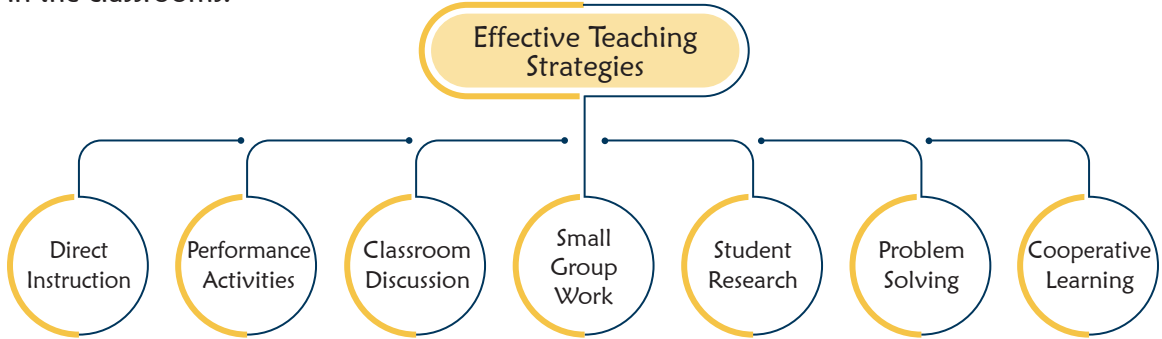 in the classrooms.
Effective Teaching
Strategies
Direct
Instruction
Performance
Activities
Classroom
Discussion
Small
Group
Work
Student
Research
Problem
Solving
Cooperative
Learning